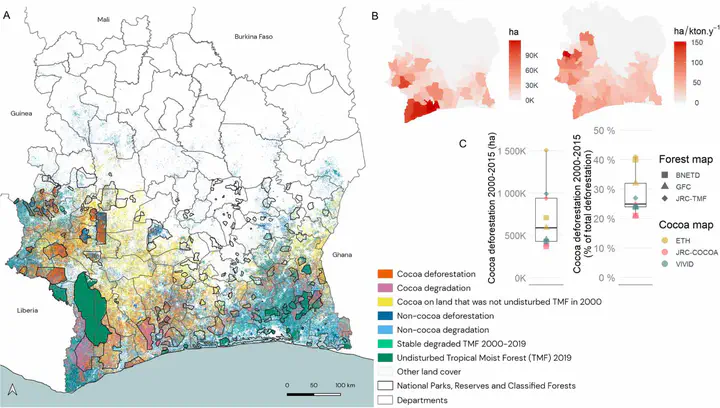 A
Mali
Burkina Faso
Guinea
Ghana
Liberia
0 50 100 km
Cocoa deforestation
Cocoa degradation
Cocoa on land that was not undisturbed TMF in 2000
Non-cocoa deforestation
Non-cocoa degradation
Stable degraded TMF 2000-2019
Undisturbed Tropical Moist Forest (TMF) 2019
Other land cover
National Parks, Reserves and Classified Forests
Departments
B
ha
90K
60K
30K
0K
ha/kton.y⁻¹
150
100
50
0
C
Cocoa deforestation 2000-2015 (ha)
1 500K
1 000K
500K
0K
Cocoa deforestation 2000-2015
(% of total deforestation)
50 %
40 %
30 %
20 %
10 %
0 %
Forest map
BNETD
GFC
JRC-TMF
Cocoa map
ETH
JRC-COCOA
VIVID